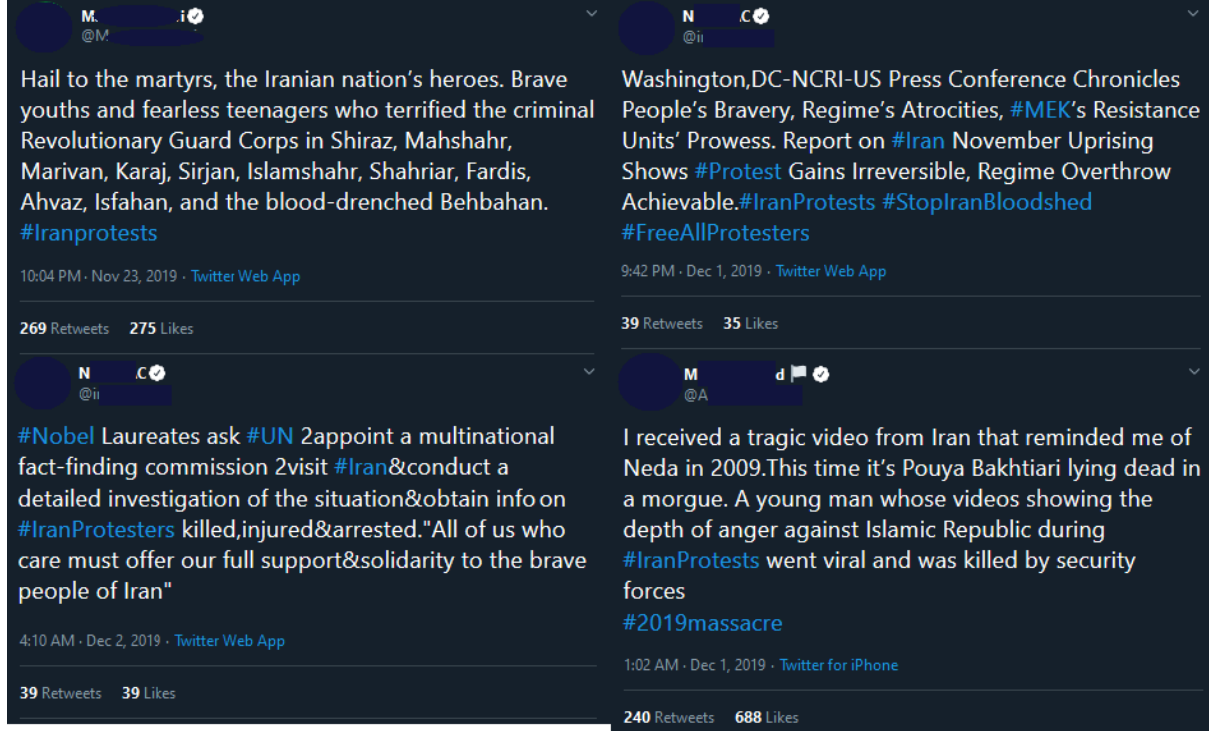 M. .i
@M
Hail to the martyrs, the Iranian nation's heroes. Brave
youths and fearless teenagers who terrified the criminal
Revolutionary Guard Corps in Shiraz, Mahshahr,
Marivan, Karaj, Sirjan, Islamshahr, Shahriar, Fardis,
Ahvaz, Isfahan, and the blood-drenched Behbahan.
#Iranprotests
10:04 PM · Nov 23, 2019 · Twitter Web App
269 Retweets 275 Likes
N .C
@i
Washington,DC-NCRI-US Press Conference Chronicles
People's Bravery, Regime's Atrocities, #MEK's Resistance
Units' Prowess. Report on #Iran November Uprising
Shows #Protest Gains Irreversible, Regime Overthrow
Achievable.#IranProtests #StopIranBloodshed
#FreeAllProtesters
9:42 PM · Dec 1, 2019 · Twitter Web App
39 Retweets 35 Likes
N .C
@i
#Nobel Laureates ask #UN 2appoint a multinational
fact-finding commission 2visit #Iran&conduct a
detailed investigation of the situation&obtain info on
#IranProtesters killed,injured&arrested."All of us who
care must offer our full support&solidarity to the brave
people of Iran"
4:10 AM · Dec 2, 2019 · Twitter Web App
39 Retweets 39 Likes
M d
@A
I received a tragic video from Iran that reminded me of
Neda in 2009.This time it's Pouya Bakhtiari lying dead in
a morgue. A young man whose videos showing the
depth of anger against Islamic Republic during
#IranProtests went viral and was killed by security
forces
#2019massacre
1:02 AM · Dec 1, 2019 · Twitter for iPhone
240 Retweets 688 Likes